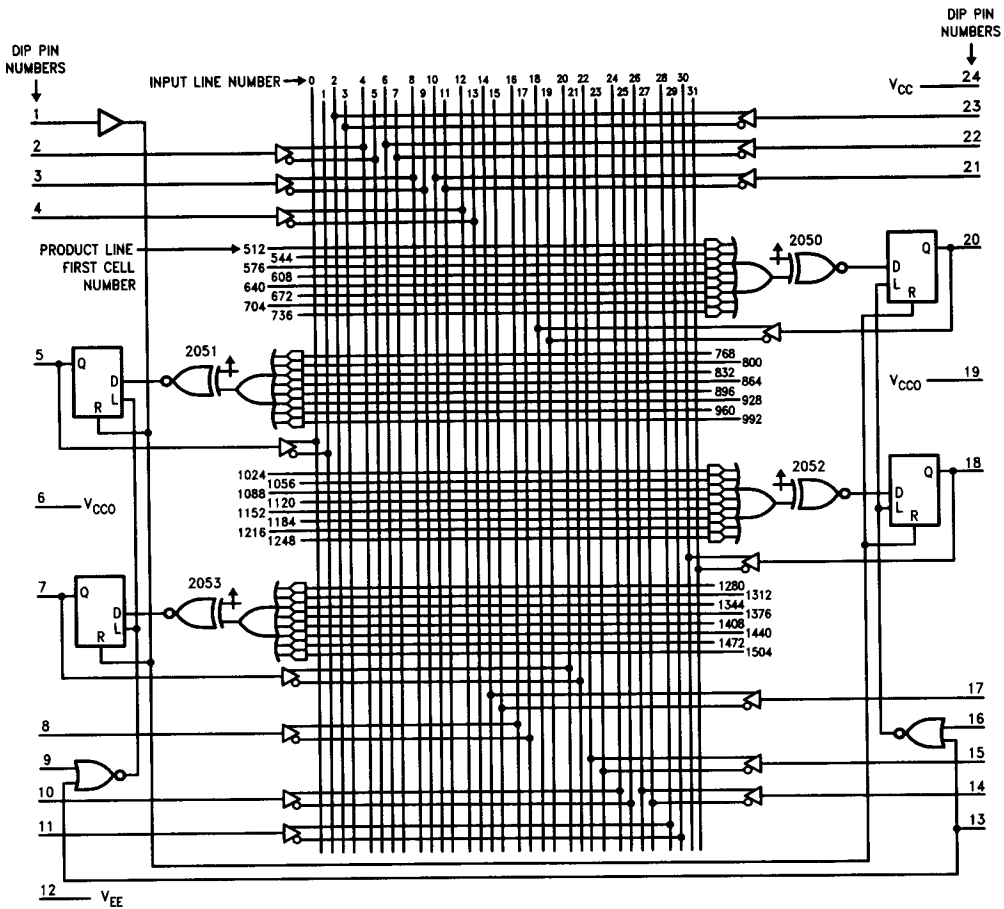 DIP PIN
NUMBERS
DIP PIN
NUMBERS
INPUT LINE NUMBER
0 2 4 6 8 10 12 14 16 18 20 22 24 26 28 30
1 3 5 7 9 11 13 15 17 19 21 23 25 27 29 31
VCC 24
1
23
2
22
3
21
4
PRODUCT LINE
FIRST CELL
NUMBER
512
544
576
608
640
672
704
736
2050
Q
D
L
R
20
5
Q
D
L
R
2051
768
800
832
864
896
928
960
992
VCCO 19
6 VCCO
1024
1056
1088
1120
1152
1184
1216
1248
2052
Q
D
L
R
18
7
Q
D
L
R
2053
1280
1312
1344
1376
1408
1440
1472
1504
17
8
16
9
15
10
14
11
13
12 VEE